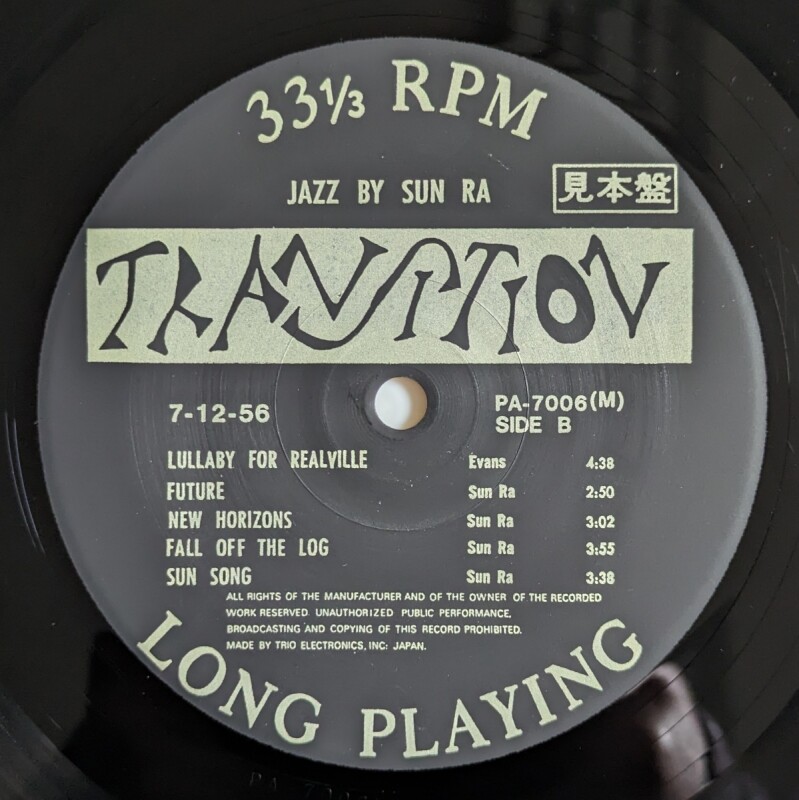 33 1/3 RPM
JAZZ BY SUN RA
見本盤
TRANSITION
7-12-56
PA-7006(M)
SIDE B
LULLABY FOR REALVILLE Evans 4:38
FUTURE Sun Ra 2:50
NEW HORIZONS Sun Ra 3:02
FALL OFF THE LOG Sun Ra 3:55
SUN SONG Sun Ra 3:38
ALL RIGHTS OF THE MANUFACTURER AND OF THE OWNER OF THE RECORDED
WORK RESERVED. UNAUTHORIZED PUBLIC PERFORMANCE,
BROADCASTING AND COPYING OF THIS RECORD PROHIBITED.
MADE BY TRIO ELECTRONICS, INC: JAPAN.
LONG PLAYING